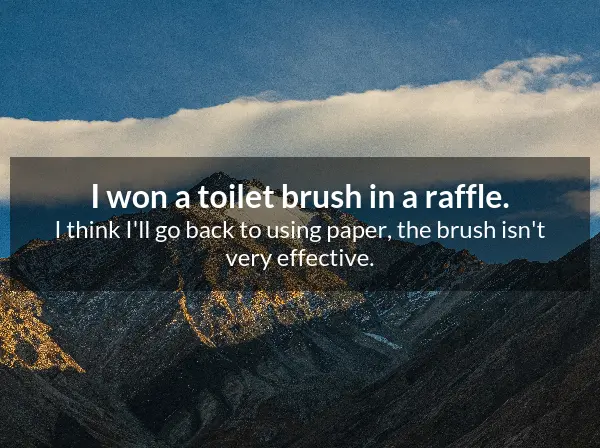 I won a toilet brush in a raffle.
I think I'll go back to using paper, the brush isn't
very effective.